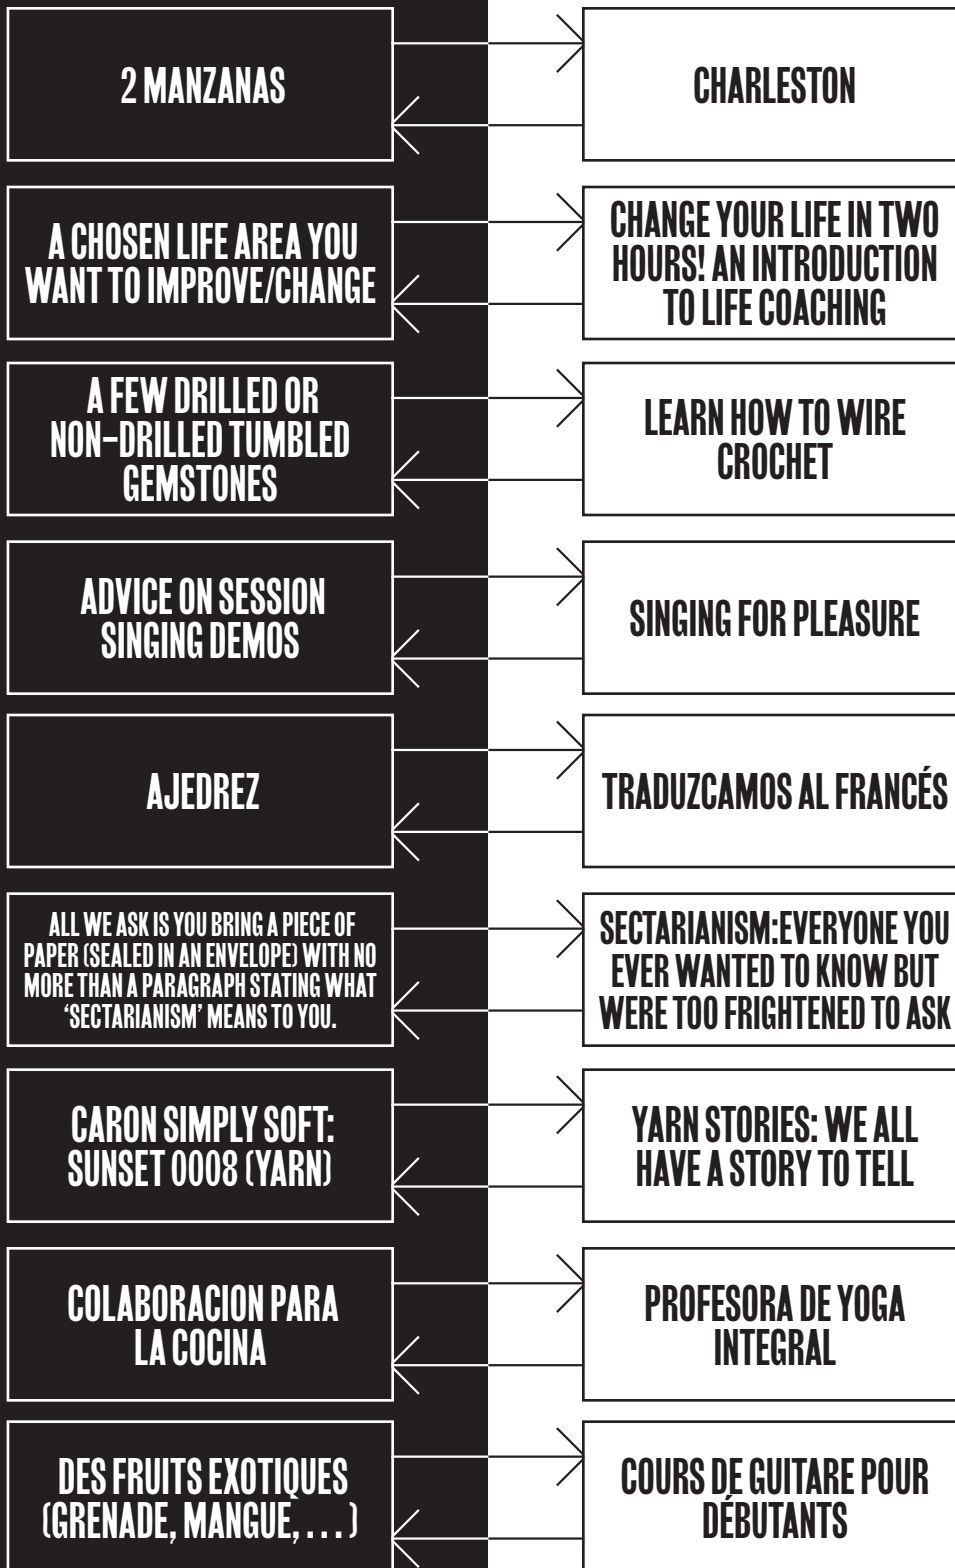 2 MANZANAS
CHARLESTON
A CHOSEN LIFE AREA YOU
WANT TO IMPROVE/CHANGE
CHANGE YOUR LIFE IN TWO
HOURS! AN INTRODUCTION
TO LIFE COACHING
A FEW DRILLED OR
NON-DRILLED TUMBLED
GEMSTONES
LEARN HOW TO WIRE
CROCHET
ADVICE ON SESSION
SINGING DEMOS
SINGING FOR PLEASURE
AJEDREZ
TRADUZCAMOS AL FRANCÉS
ALL WE ASK IS YOU BRING A PIECE OF
PAPER (SEALED IN AN ENVELOPE) WITH NO
MORE THAN A PARAGRAPH STATING WHAT
‘SECTARIANISM’ MEANS TO YOU.
SECTARIANISM:EVERYONE YOU
EVER WANTED TO KNOW BUT
WERE TOO FRIGHTENED TO ASK
CARON SIMPLY SOFT:
SUNSET 0008 (YARN)
YARN STORIES: WE ALL
HAVE A STORY TO TELL
COLABORACION PARA
LA COCINA
PROFESORA DE YOGA
INTEGRAL
DES FRUITS EXOTIQUES
(GRENADE, MANGUE, . . . )
COURS DE GUITARE POUR
DÉBUTANTS